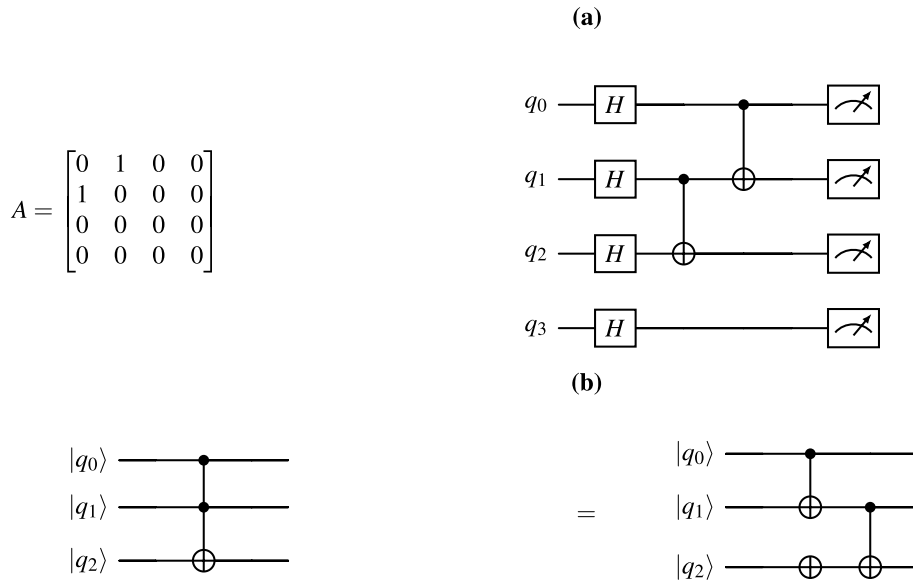 (a)
A = [0 1 0 0
1 0 0 0
0 0 0 0
0 0 0 0]
q₀ H
q₁ H
q₂ H
q₃ H
(b)
|q₀⟩
|q₁⟩
|q₂⟩
=
|q₀⟩
|q₁⟩
|q₂⟩